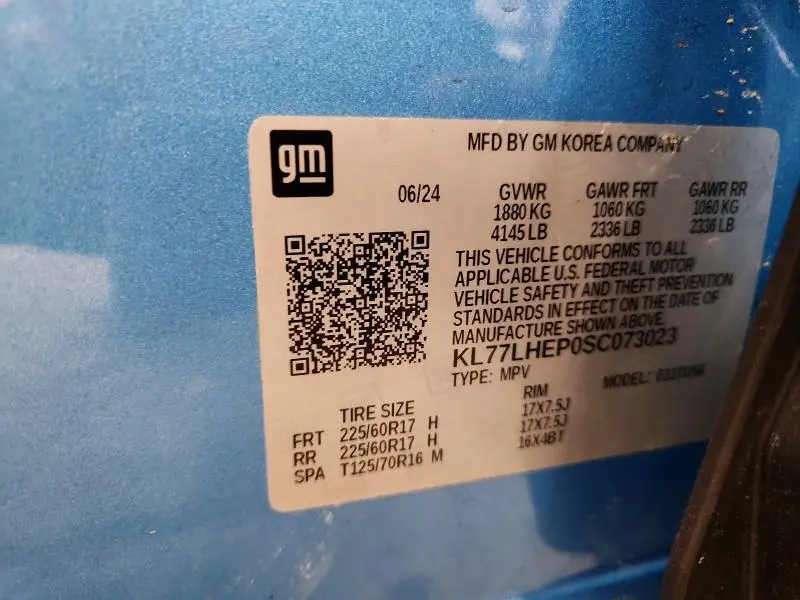 gm
MFD BY GM KOREA COMPANY
06/24 GVWR GAWR FRT GAWR RR
1880 KG 1060 KG 1060 KG
4145 LB 2336 LB 2336 LB
THIS VEHICLE CONFORMS TO ALL
APPLICABLE U.S. FEDERAL MOTOR
VEHICLE SAFETY AND THEFT PREVENTION
STANDARDS IN EFFECT ON THE DATE OF
MANUFACTURE SHOWN ABOVE.
KL77LHEP0SC073023
TYPE: MPV MODEL:
TIRE SIZE RIM
FRT 225/60R17 H 17X7.5J
RR 225/60R17 H 17X7.5J
SPA T125/70R16 M 16X4BT